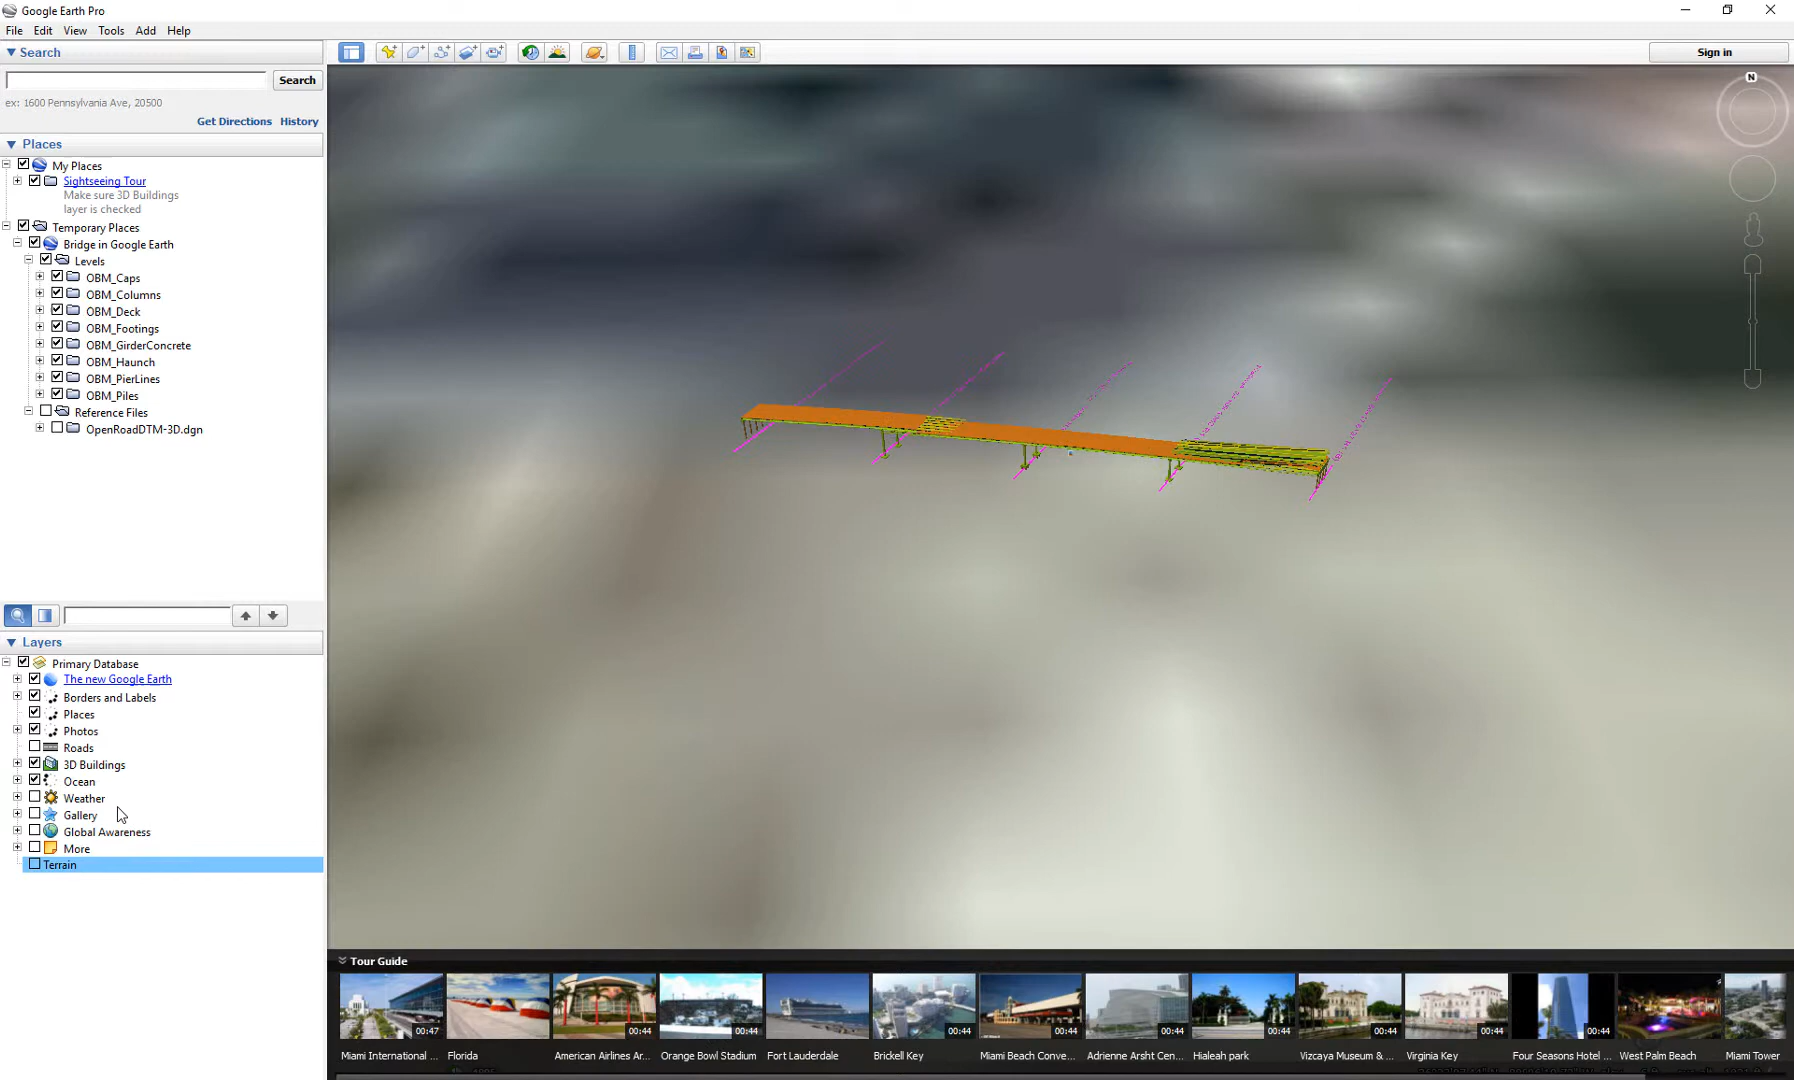 Google Earth Pro
File Edit View Tools Add Help
Search
Sign in
N
Search
ex: 1600 Pennsylvania Ave, 20500
Get Directions History
Places
My Places
Sightseeing Tour
Make sure 3D Buildings
layer is checked
Temporary Places
Bridge in Google Earth
Levels
OBM_Caps
OBM_Columns
OBM_Deck
OBM_Footings
OBM_GirderConcrete
OBM_Haunch
OBM_PierLines
OBM_Piles
Reference Files
OpenRoadDTM-3D.dgn
Layers
Primary Database
The new Google Earth
Borders and Labels
Places
Photos
Roads
3D Buildings
Ocean
Weather
Gallery
Global Awareness
More
Terrain
Tour Guide
00:47 00:44 00:44 00:44 00:44 00:44 00:44 00:44 00:44 00:44 00:44
Miami International ... Florida American Airlines Ar... Orange Bowl Stadium Fort Lauderdale Brickell Key Miami Beach Conve... Adrienne Arsht Cen... Hialeah park Vizcaya Museum & ... Virginia Key Four Seasons Hotel ... West Palm Beach Miami Tower